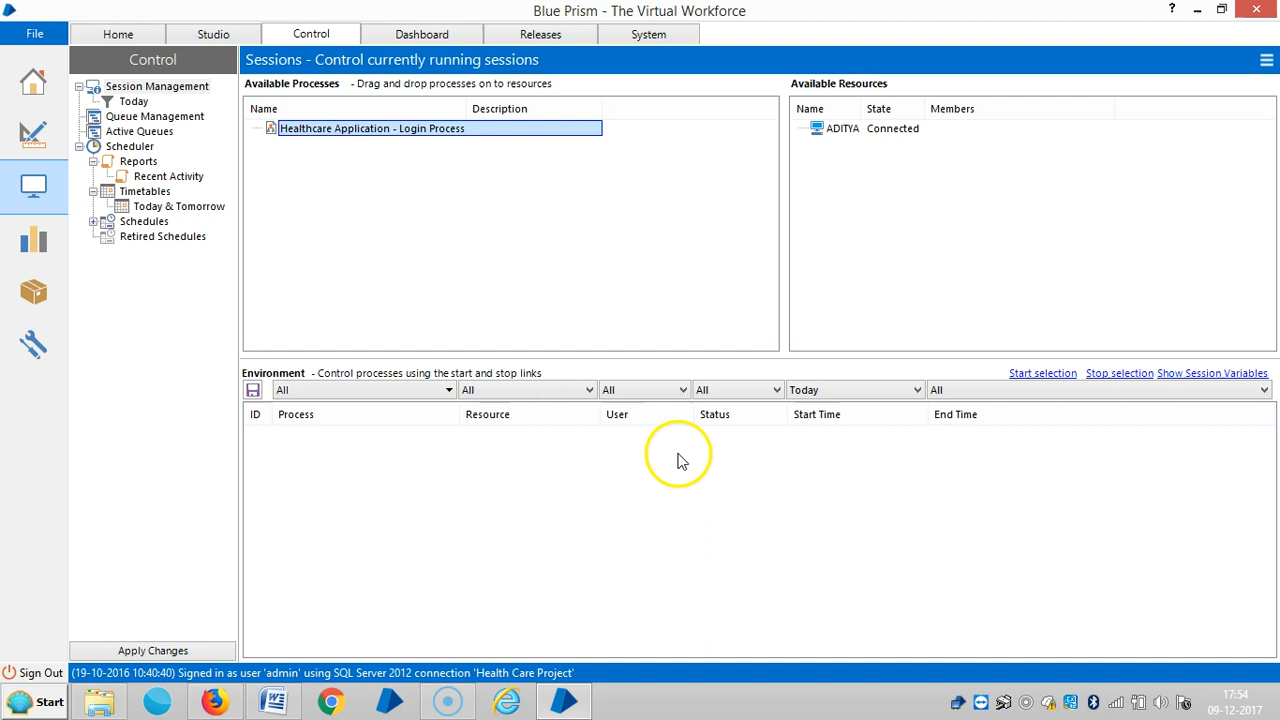 Blue Prism - The Virtual Workforce
File
Home
Studio
Control
Dashboard
Releases
System
Control
Sessions - Control currently running sessions
Session Management
Today
Queue Management
Active Queues
Scheduler
Reports
Recent Activity
Timetables
Today & Tomorrow
Schedules
Retired Schedules
Apply Changes
Available Processes - Drag and drop processes on to resources
Name Description
Healthcare Application - Login Process
Available Resources
Name State Members
ADITYA Connected
Environment - Control processes using the start and stop links
Start selection Stop selection Show Session Variables
All All All All Today All
ID Process Resource User Status Start Time End Time
Sign Out
(19-10-2016 10:40:40) Signed in as user 'admin' using SQL Server 2012 connection 'Health Care Project'
Start
17:54
09-12-2017